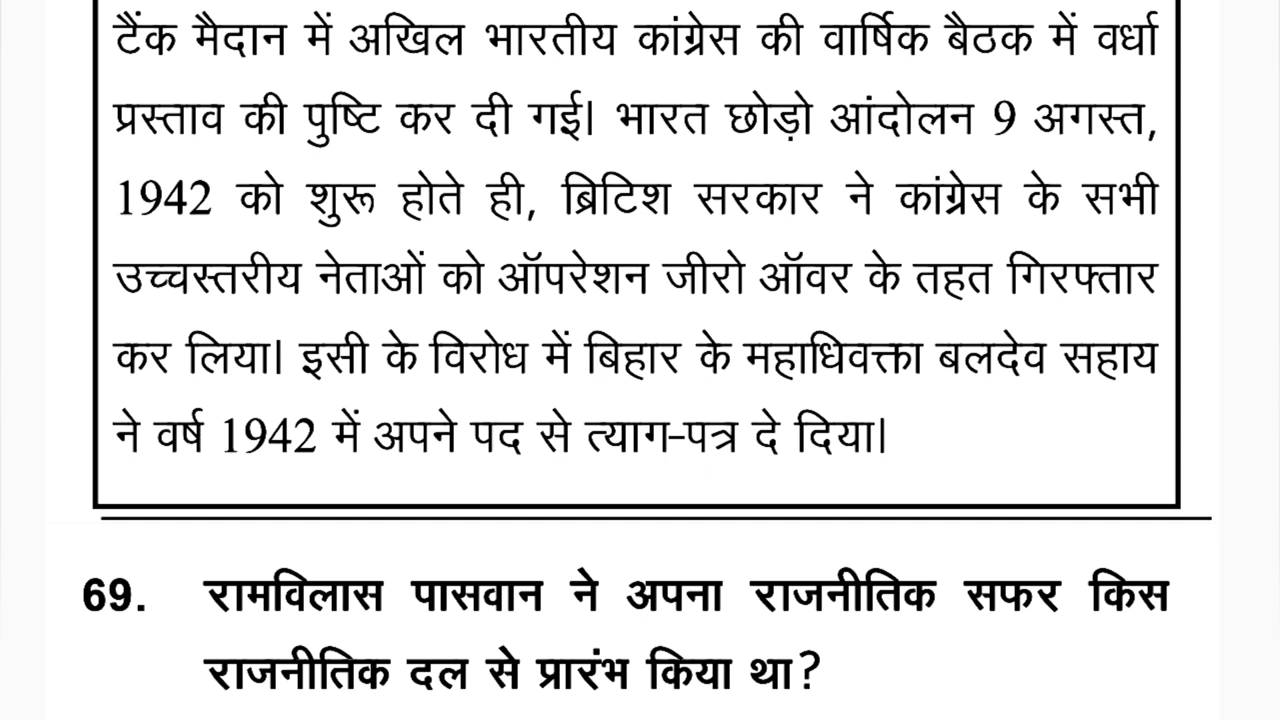 टैंक मैदान में अखिल भारतीय कांग्रेस की वार्षिक बैठक में वर्धा
प्रस्ताव की पुष्टि कर दी गई। भारत छोड़ो आंदोलन 9 अगस्त,
1942 को शुरू होते ही, ब्रिटिश सरकार ने कांग्रेस के सभी
उच्चस्तरीय नेताओं को ऑपरेशन जीरो ऑवर के तहत गिरफ्तार
कर लिया। इसी के विरोध में बिहार के महाधिवक्ता बलदेव सहाय
ने वर्ष 1942 में अपने पद से त्याग-पत्र दे दिया।
69. रामविलास पासवान ने अपना राजनीतिक सफर किस
राजनीतिक दल से प्रारंभ किया था?